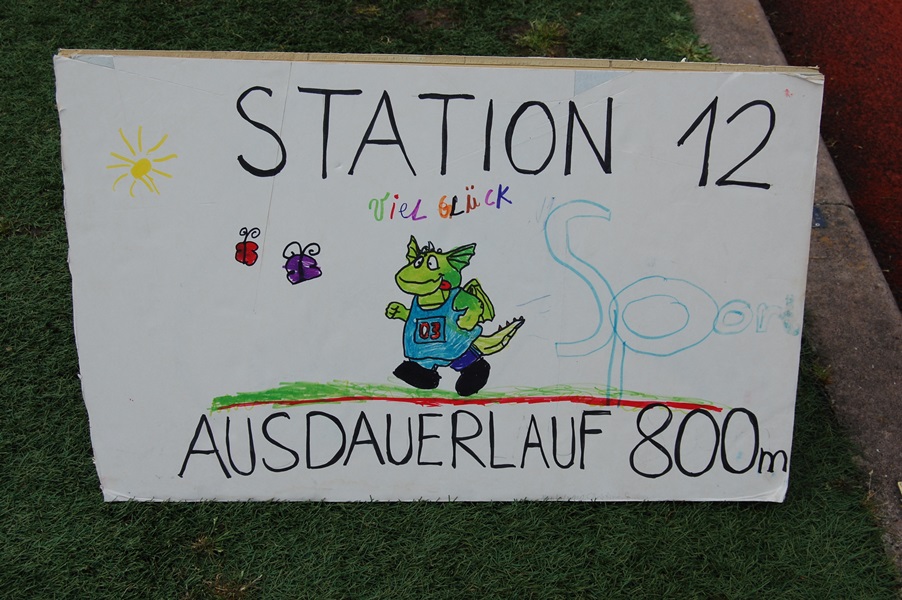 STATION 12
VieL GLÜCK
Sport
03
AUSDAUERLAUF 800m